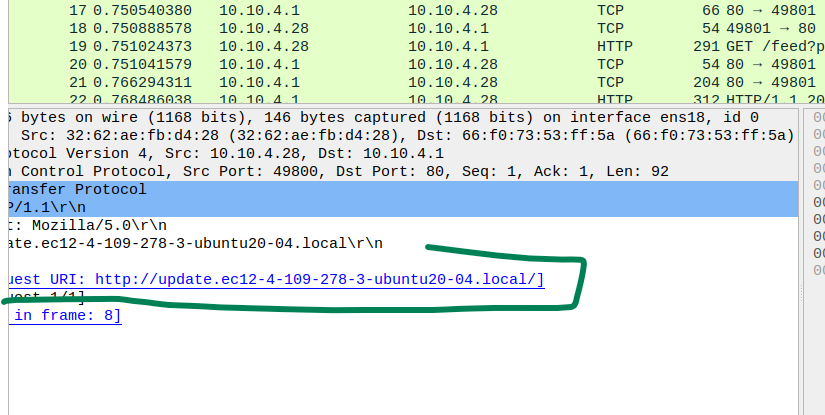 17 0.750540380 10.10.4.1 10.10.4.28 TCP 66 80 → 49801
18 0.750888578 10.10.4.28 10.10.4.1 TCP 54 49801 → 80
19 0.751024373 10.10.4.28 10.10.4.1 HTTP 291 GET /feed?p
20 0.751041579 10.10.4.1 10.10.4.28 TCP 54 80 → 49801
21 0.766294311 10.10.4.1 10.10.4.28 TCP 204 80 → 49801
22 0.768486038 10.10.4.1 10.10.4.28 HTTP 312 HTTP/1.1 20
6 bytes on wire (1168 bits), 146 bytes captured (1168 bits) on interface ens18, id 0
Src: 32:62:ae:fb:d4:28 (32:62:ae:fb:d4:28), Dst: 66:f0:73:53:ff:5a (66:f0:73:53:ff:5a)
otocol Version 4, Src: 10.10.4.28, Dst: 10.10.4.1
n Control Protocol, Src Port: 49800, Dst Port: 80, Seq: 1, Ack: 1, Len: 92
ransfer Protocol
P/1.1\r\n
t: Mozilla/5.0\r\n
ate.ec12-4-109-278-3-ubuntu20-04.local\r\n
uest URI: http://update.ec12-4-109-278-3-ubuntu20-04.local/]
uest 1/1]
in frame: 8]